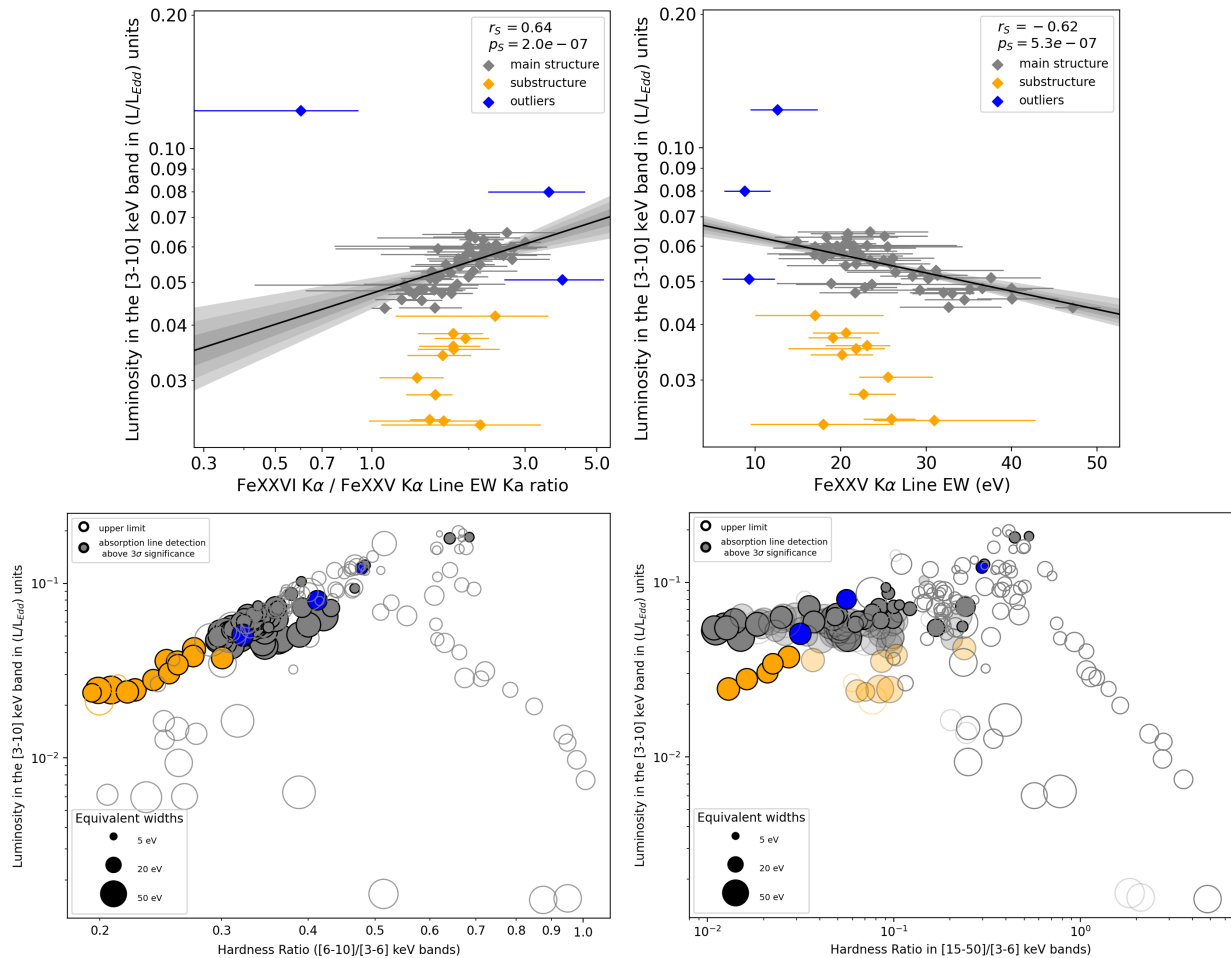 0.20
0.10
0.09
0.08
0.07
0.06
0.05
0.04
0.03
Luminosity in the [3-10] keV band in (L/L_Edd) units
r_S = 0.64
p_S = 2.0e − 07
main structure
substructure
outliers
0.3
0.5
0.7
1.0
3.0
5.0
FeXXVI Kα / FeXXV Kα Line EW Ka ratio
0.20
0.10
0.09
0.08
0.07
0.06
0.05
0.04
0.03
Luminosity in the [3-10] keV band in (L/L_Edd) units
r_S = − 0.62
p_S = 5.3e − 07
main structure
substructure
outliers
10
20
30
40
50
FeXXV Kα Line EW (eV)
upper limit
absorption line detection
above 3σ significance
10⁻¹
10⁻²
Luminosity in the [3-10] keV band in (L/L_Edd) units
Equivalent widths
5 eV
20 eV
50 eV
0.2
0.3
0.4
0.5
0.6
0.7
0.8
0.9
1.0
Hardness Ratio ([6-10]/[3-6] keV bands)
upper limit
absorption line detection
above 3σ significance
10⁻¹
10⁻²
Luminosity in the [3-10] keV band in (L/L_Edd) units
Equivalent widths
5 eV
20 eV
50 eV
10⁻²
10⁻¹
10⁰
Hardness Ratio in [15-50]/[3-6] keV bands)